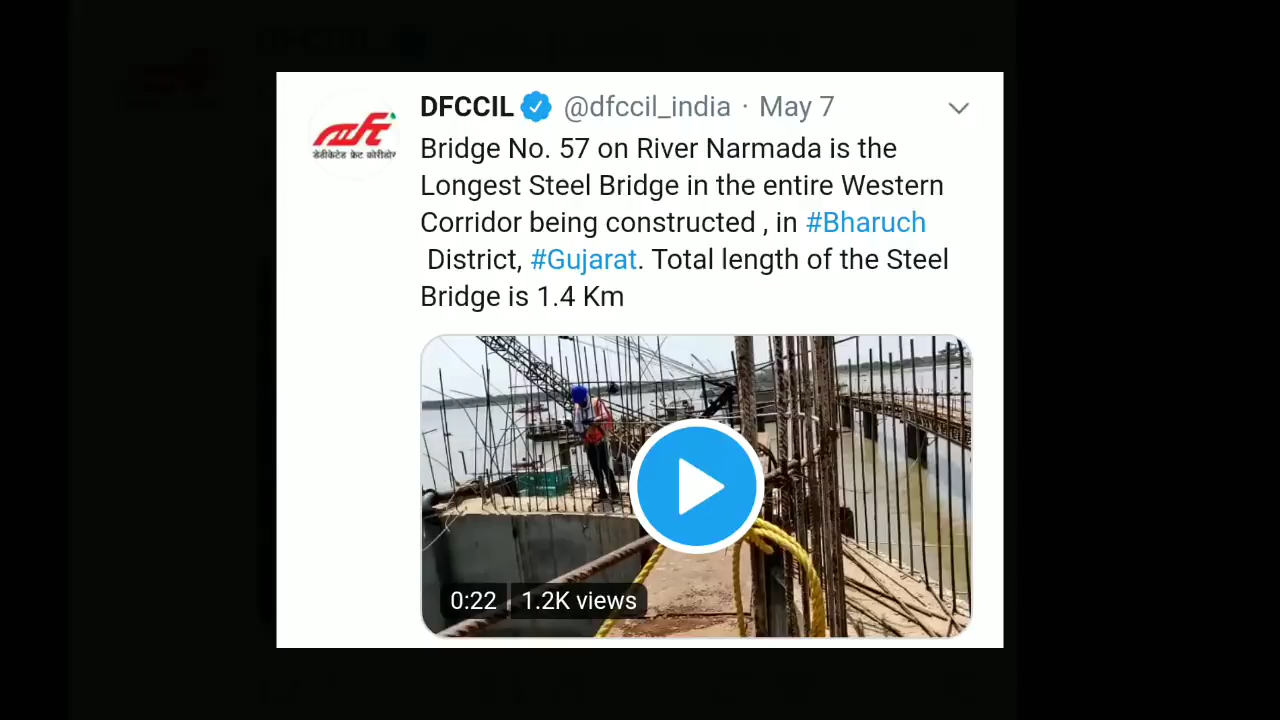 DFCCIL @dfccil_india · May 7
डेडीकेटेड फ्रेट कोरीडोर
Bridge No. 57 on River Narmada is the
Longest Steel Bridge in the entire Western
Corridor being constructed , in #Bharuch
District, #Gujarat. Total length of the Steel
Bridge is 1.4 Km
0:22 1.2K views